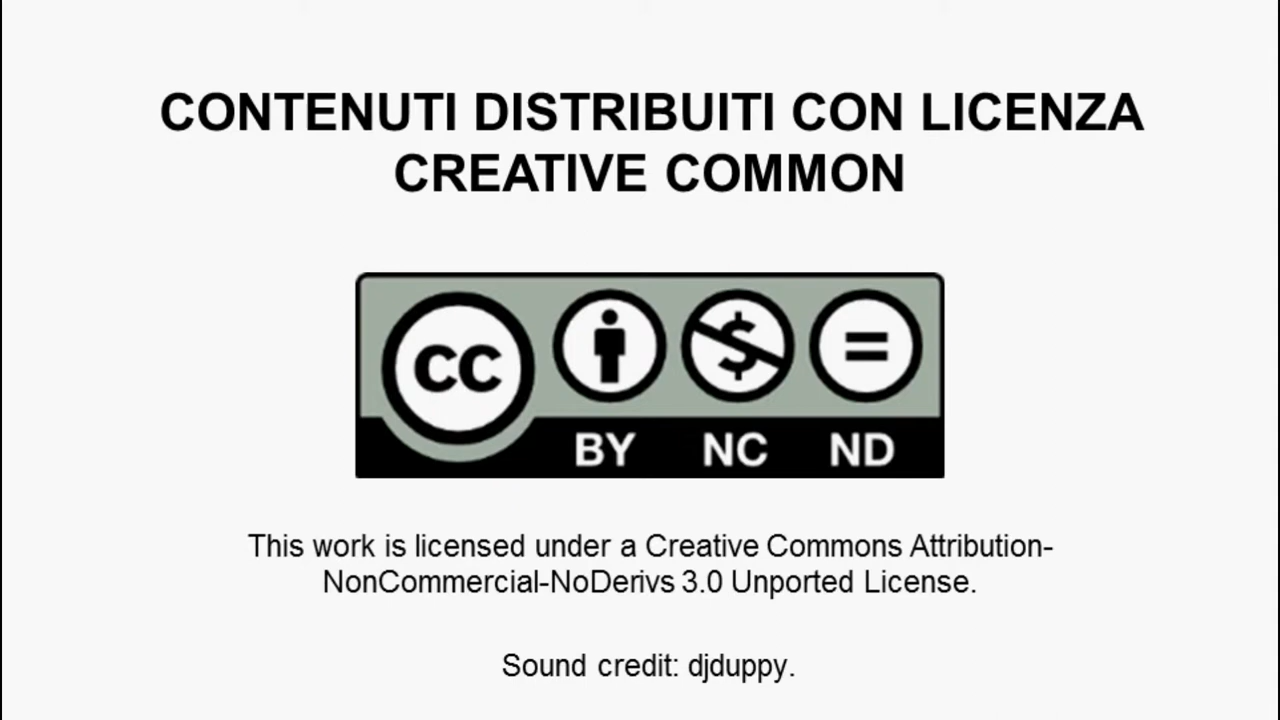 CONTENUTI DISTRIBUITI CON LICENZA
CREATIVE COMMON
CC
BY NC ND
This work is licensed under a Creative Commons Attribution-
NonCommercial-NoDerivs 3.0 Unported License.
Sound credit: djduppy.